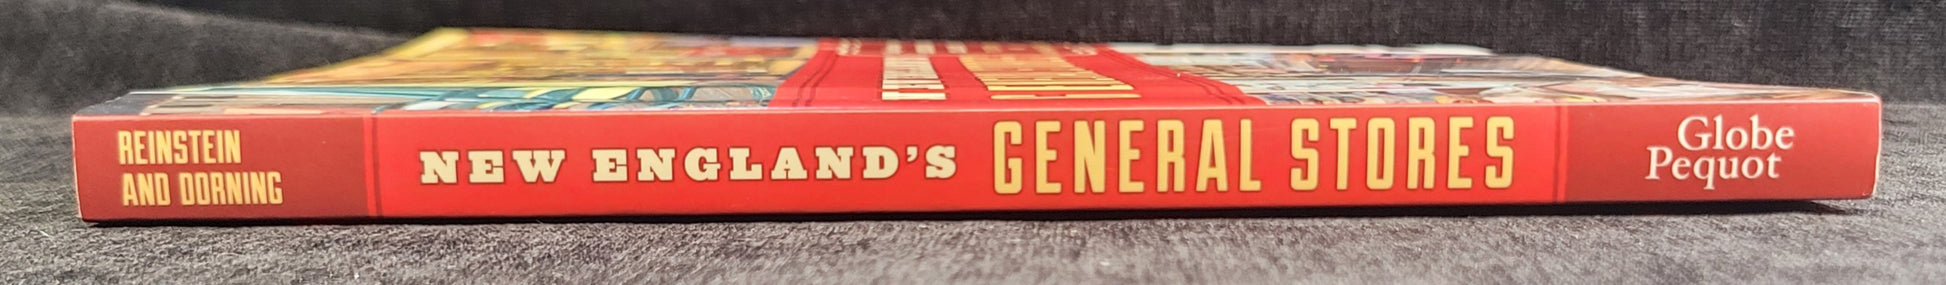 REINSTEIN
AND DORNING
NEW ENGLAND'S GENERAL STORES
Globe
Pequot